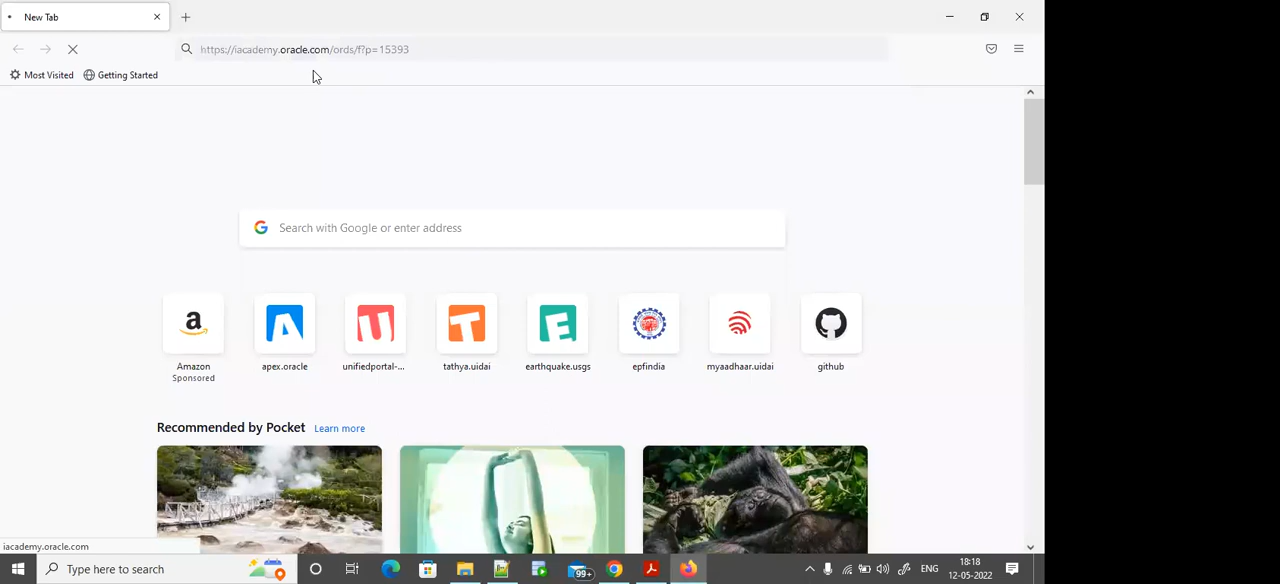 New Tab
https://iacademy.oracle.com/ords/f?p=15393
Most Visited Getting Started
Search with Google or enter address
Amazon apex.oracle unifiedportal-... tathya.uidai earthquake.usgs epfindia myaadhaar.uidai github
Sponsored
Recommended by Pocket Learn more
iacademy.oracle.com
Type here to search
99+
ENG
18:18
12-05-2022